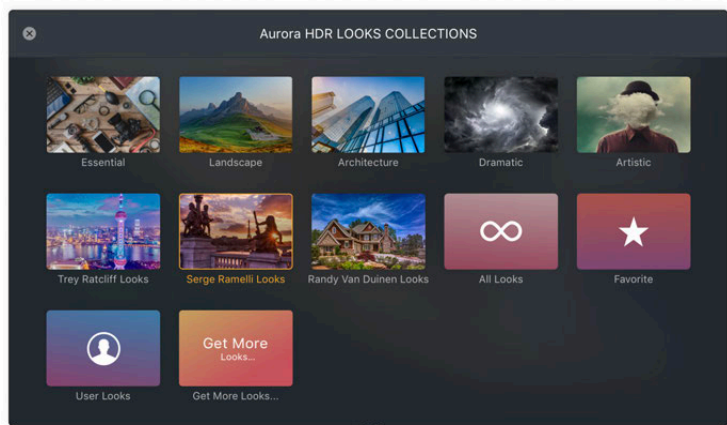 Aurora HDR LOOKS COLLECTIONS
Essential
Landscape
Architecture
Dramatic
Artistic
Trey Ratcliff Looks
Serge Ramelli Looks
Randy Van Duinen Looks
All Looks
Favorite
Get More
Looks...
User Looks
Get More Looks...